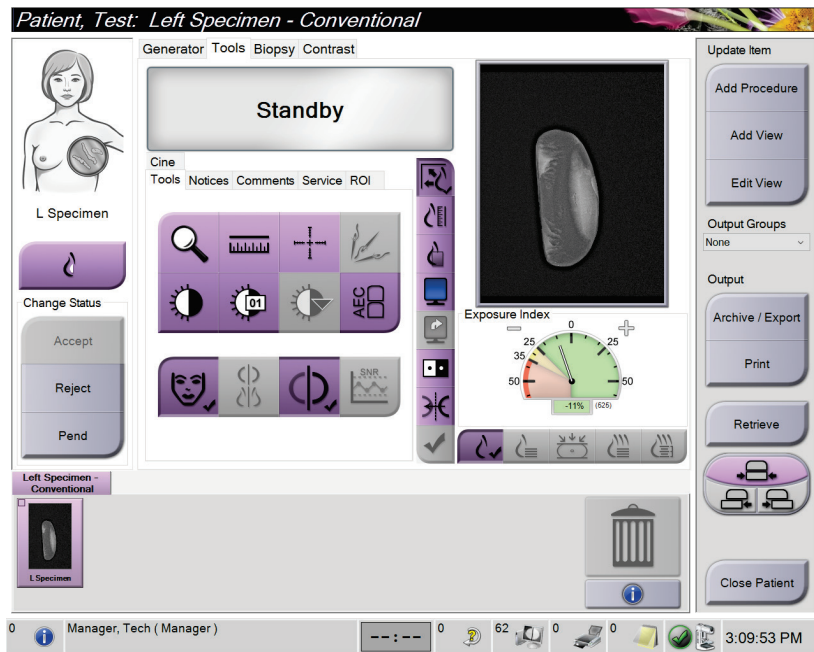 Patient, Test: Left Specimen - Conventional
Generator Tools Biopsy Contrast
Standby
Cine
Tools Notices Comments Service ROI
L Specimen
Change Status
Accept
Reject
Pend
01
AEC
SNR
Exposure Index
0
25 25
35
50 50
-11% (525)
Update Item
Add Procedure
Add View
Edit View
Output Groups
None
Output
Archive / Export
Print
Retrieve
Close Patient
Left Specimen -
Conventional
L Specimen
0 Manager, Tech ( Manager ) --:-- 0 62 0 0 3:09:53 PM